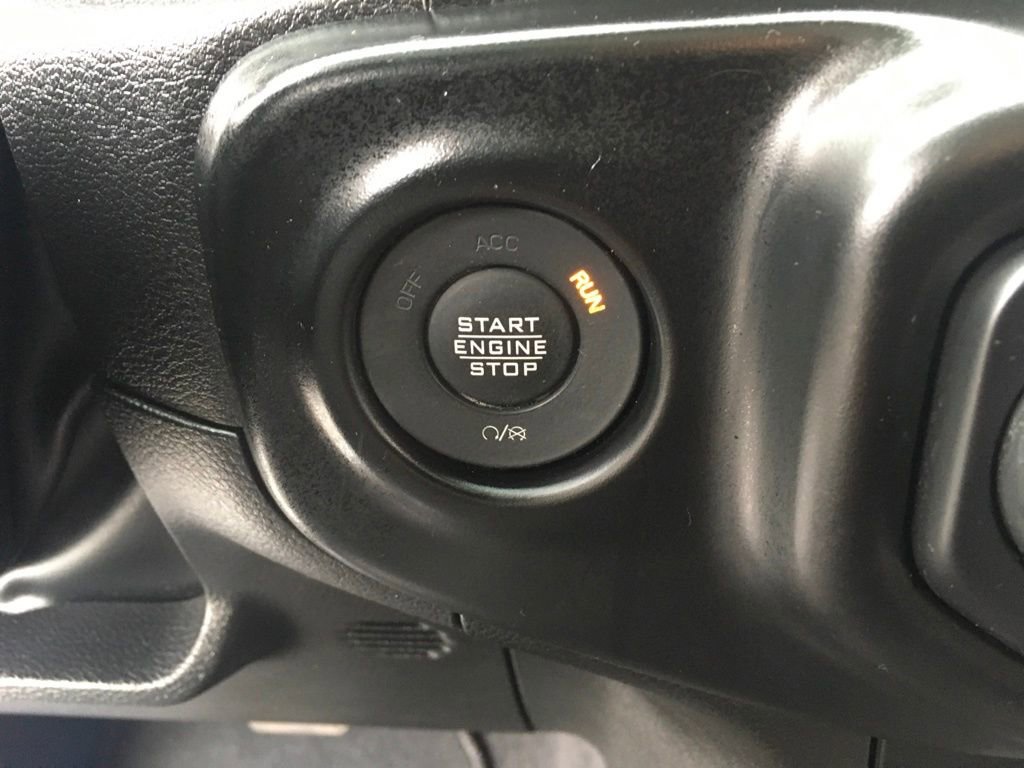 OFF
ACC
RUN
START
ENGINE
STOP